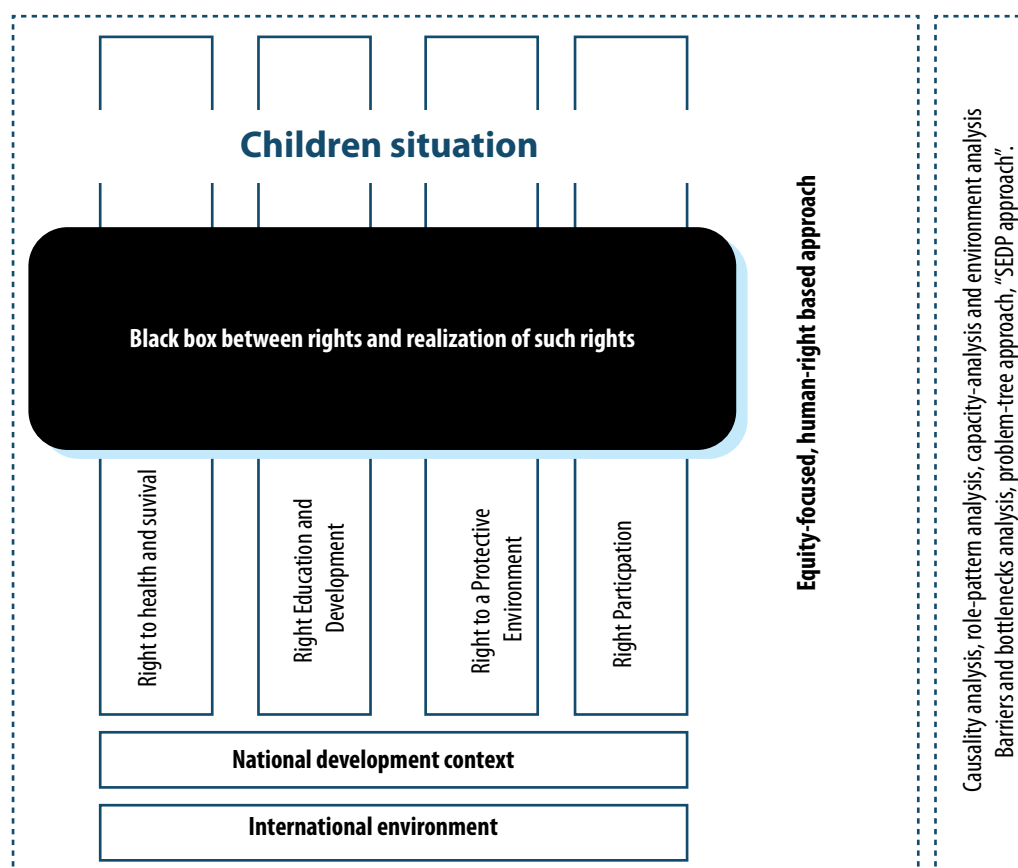 Children situation
Black box between rights and realization of such rights
Right to health and suvival
Right Education and
Development
Right to a Protective
Environment
Right Particpation
National development context
International environment
Equity-focused, human-right based approach
Causality analysis, role-pattern analysis, capacity-analysis and environment analysis
Barriers and bottlenecks analysis, problem-tree approach, “SEDP approach”.